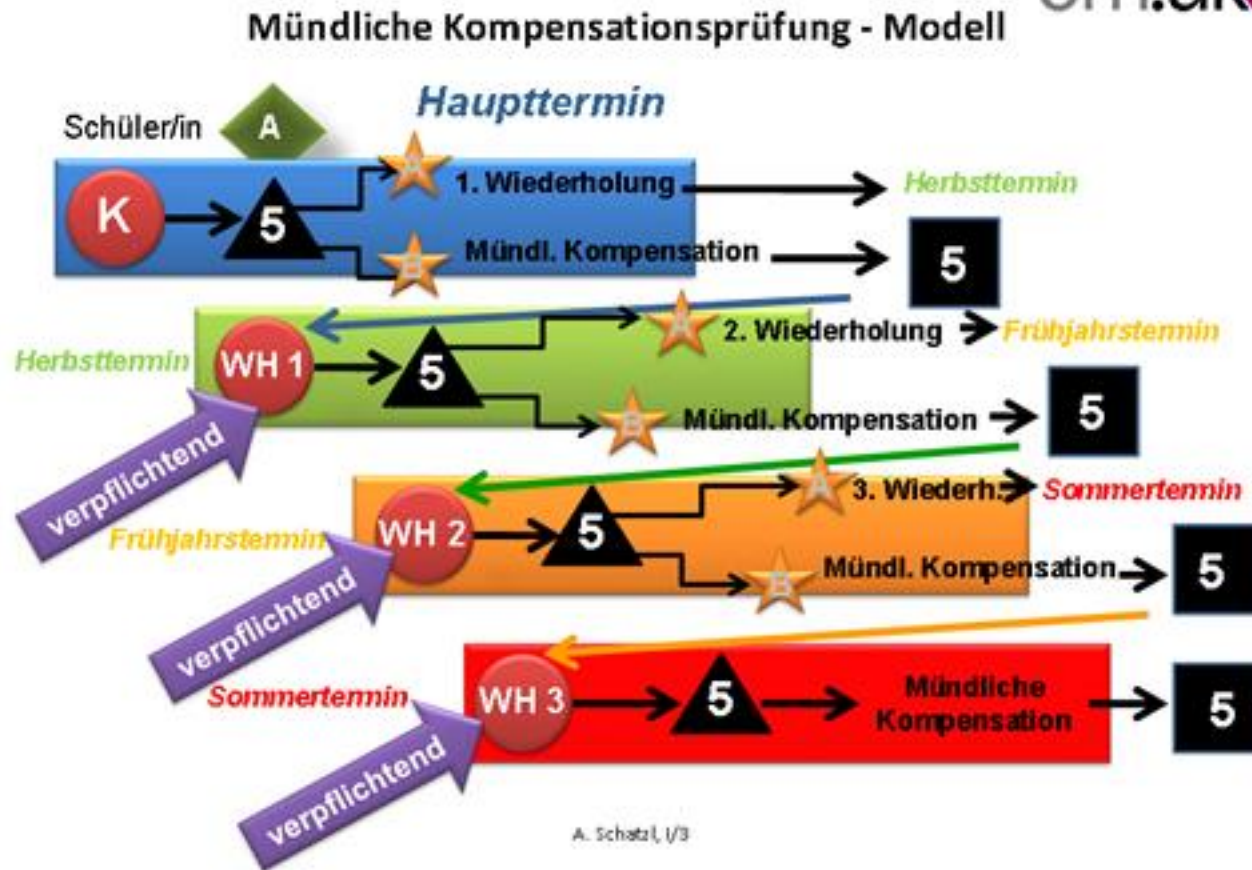 Mündliche Kompensationsprüfung - Modell
Schüler/in
A
Haupttermin
K
5
A
1. Wiederholung
Herbsttermin
B
Mündl. Kompensation
5
Herbsttermin
WH 1
5
A
2. Wiederholung
Frühjahrstermin
B
Mündl. Kompensation
5
verpflichtend
Frühjahrstermin
WH 2
5
A
3. Wiederh.
Sommertermin
B
Mündl. Kompensation
5
verpflichtend
Sommertermin
WH 3
5
Mündliche
Kompensation
5
verpflichtend
A. Schatzl, I/3